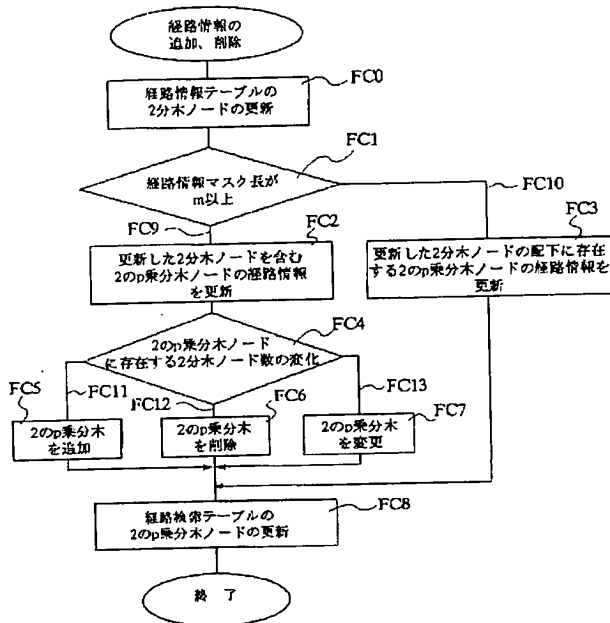 経路情報の
追加、削除
FC0
経路情報テーブルの
2分木ノードの更新
FC1
経路情報マスク長が
m以上
FC10
FC9
FC2
FC3
更新した2分木ノードを含む
2のp乗分木ノードの経路情報
を更新
更新した2分木ノードの配下に存在
する2のp乗分木ノードの経路情報を
更新
FC4
2のp乗分木ノード
に存在する2分木ノード数の変化
FC5
FC11
FC12
FC6
FC13
FC7
2のp乗分木
を追加
2のp乗分木
を削除
2のp乗分木
を変更
FC8
経路検索テーブルの
2のp乗分木ノードの更新
終 了